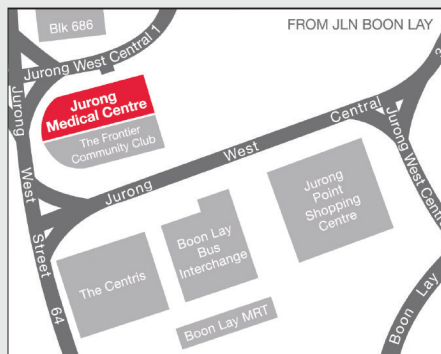 Blk 686
FROM JLN BOON LAY
Jurong West Central 1
Jurong
Medical Centre
The Frontier
Community Club
Jurong West Street 64
Jurong West Central 3
Jurong West Central
Jurong
Point
Shopping
Centre
Boon Lay
Bus
Interchange
The Centris
Boon Lay MRT
Boon Lay